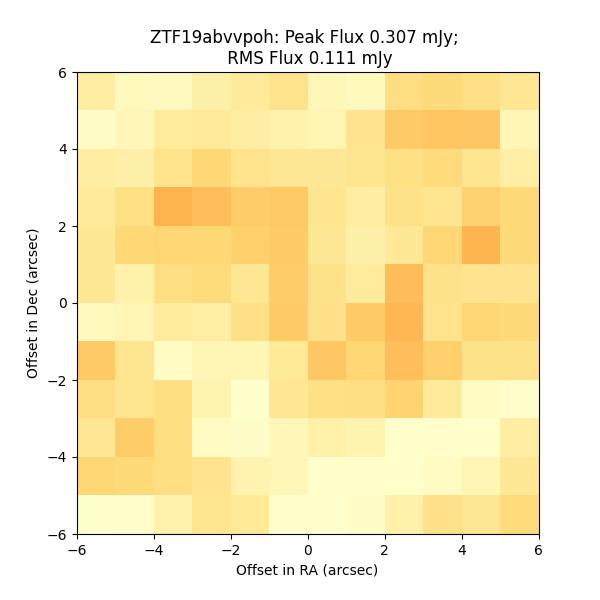 ZTF19abvvpoh: Peak Flux 0.307 mJy;
RMS Flux 0.111 mJy
6
4
2
0
−2
−4
−6
Offset in Dec (arcsec)
−6 −4 −2 0 2 4 6
Offset in RA (arcsec)